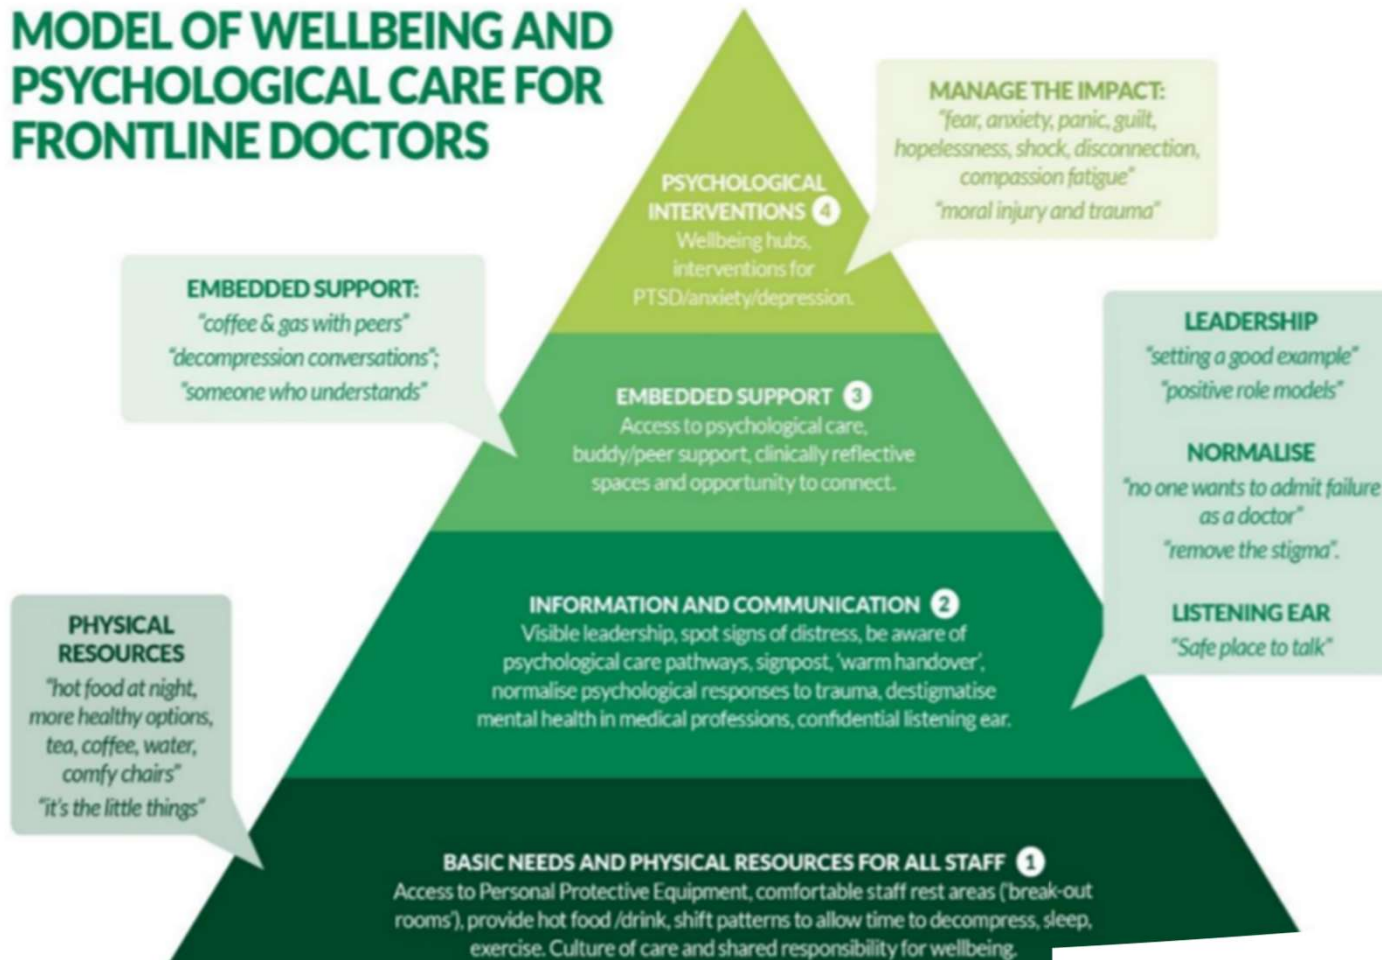 MODEL OF WELLBEING AND
PSYCHOLOGICAL CARE FOR
FRONTLINE DOCTORS
MANAGE THE IMPACT:
"fear, anxiety, panic, guilt,
hopelessness, shock, disconnection,
compassion fatigue"
"moral injury and trauma"
PSYCHOLOGICAL
INTERVENTIONS 4
Wellbeing hubs,
interventions for
PTSD/anxiety/depression.
EMBEDDED SUPPORT:
"coffee & gas with peers"
"decompression conversations";
"someone who understands"
EMBEDDED SUPPORT 3
Access to psychological care,
buddy/peer support, clinically reflective
spaces and opportunity to connect.
LEADERSHIP
"setting a good example"
"positive role models"
NORMALISE
"no one wants to admit failure
as a doctor"
"remove the stigma".
LISTENING EAR
"Safe place to talk"
INFORMATION AND COMMUNICATION 2
Visible leadership, spot signs of distress, be aware of
psychological care pathways, signpost, 'warm handover',
normalise psychological responses to trauma, destigmatise
mental health in medical professions, confidential listening ear.
PHYSICAL
RESOURCES
"hot food at night,
more healthy options,
tea, coffee, water,
comfy chairs"
"it's the little things"
BASIC NEEDS AND PHYSICAL RESOURCES FOR ALL STAFF 1
Access to Personal Protective Equipment, comfortable staff rest areas ('break-out
rooms'), provide hot food /drink, shift patterns to allow time to decompress, sleep,
exercise. Culture of care and shared responsibility for wellbeing.